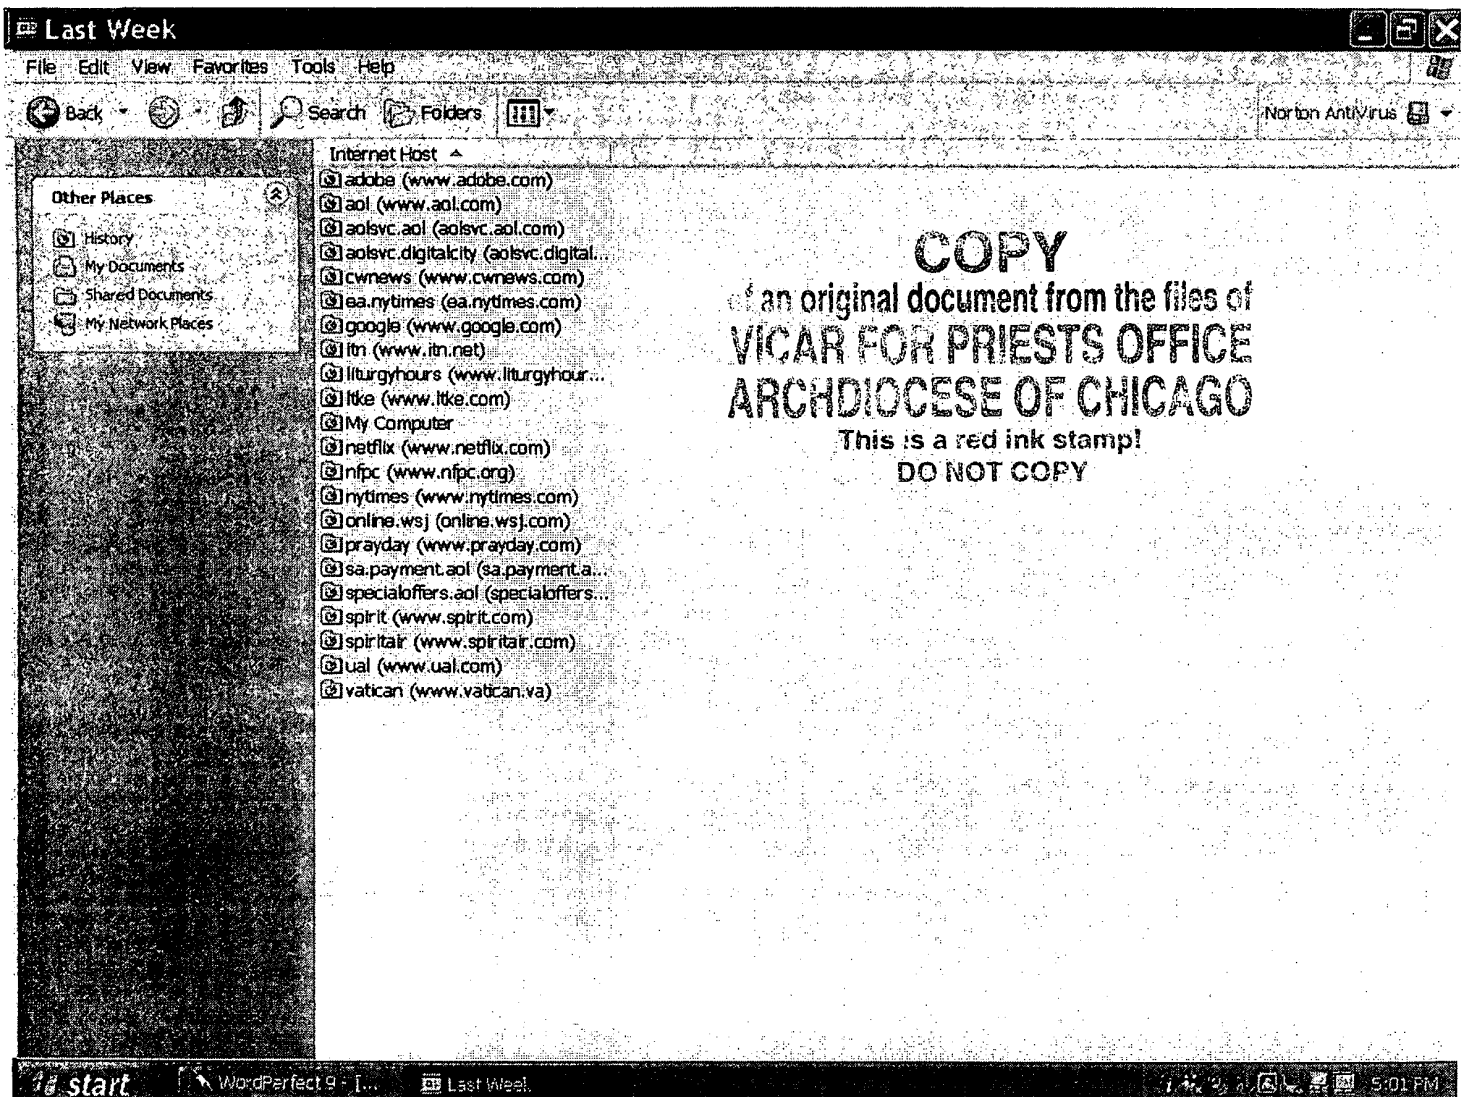 Last Week
File Edit View Favorites Tools Help
Back Search Folders Norton AntiVirus
Internet Host
Other Places
History
My Documents
Shared Documents
My Network Places
adobe (www.adobe.com)
aol (www.aol.com)
aolsvc.aol (aolsvc.aol.com)
aolsvc.digitalcity (aolsvc.digital...
cwnews (www.cwnews.com)
ea.nytimes (ea.nytimes.com)
google (www.google.com)
itn (www.itn.net)
liturgyhours (www.liturgyhour...
ltke (www.ltke.com)
My Computer
netflix (www.netflix.com)
nfpc (www.nfpc.org)
nytimes (www.nytimes.com)
online.wsj (online.wsj.com)
prayday (www.prayday.com)
sa.payment.aol (sa.payment.a...
specialoffers.aol (specialoffers...
spirit (www.spirit.com)
spiritair (www.spiritair.com)
ual (www.ual.com)
vatican (www.vatican.va)
COPY
of an original document from the files of
VICAR FOR PRIESTS OFFICE
ARCHDIOCESE OF CHICAGO
This is a red ink stamp!
DO NOT COPY
start WordPerfect 9 - [... Last Week 5:01 PM